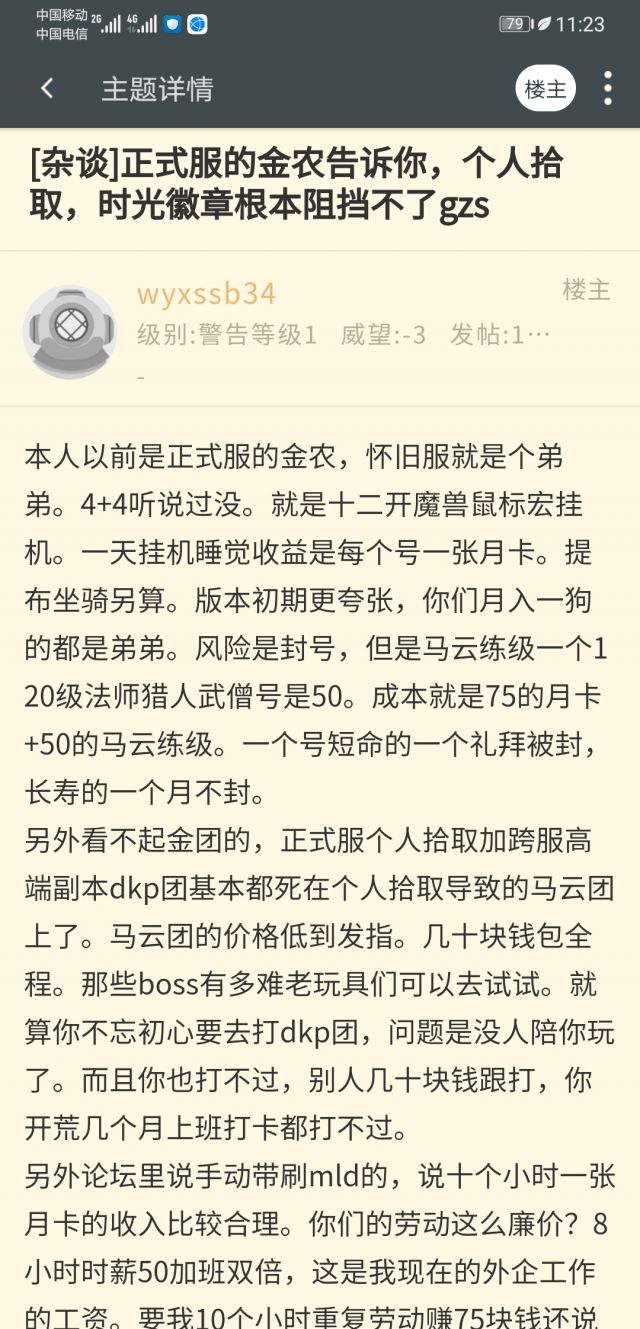 中国移动 2G 4G 79 11:23
中国电信
主题详情 楼主
[杂谈]正式服的金农告诉你，个人拾
取，时光徽章根本阻挡不了gzs
wyxssb34 楼主
级别:警告等级1 威望:-3 发帖:1…
-
本人以前是正式服的金农，怀旧服就是个弟
弟。4+4听说过没。就是十二开魔兽鼠标宏挂
机。一天挂机睡觉收益是每个号一张月卡。提
布坐骑另算。版本初期更夸张，你们月入一狗
的都是弟弟。风险是封号，但是马云练级一个1
20级法师猎人武僧号是50。成本就是75的月卡
+50的马云练级。一个号短命的一个礼拜被封，
长寿的一个月不封。
另外看不起金团的，正式服个人拾取加跨服高
端副本dkp团基本都死在个人拾取导致的马云团
上了。马云团的价格低到发指。几十块钱包全
程。那些boss有多难老玩具们可以去试试。就
算你不忘初心要去打dkp团，问题是没人陪你玩
了。而且你也打不过，别人几十块钱跟打，你
开荒几个月上班打卡都打不过。
另外论坛里说手动带刷mld的，说十个小时一张
月卡的收入比较合理。你们的劳动这么廉价？8
小时时薪50加班双倍，这是我现在的外企工作
的工资。要我10个小时重复劳动赚75块钱还说